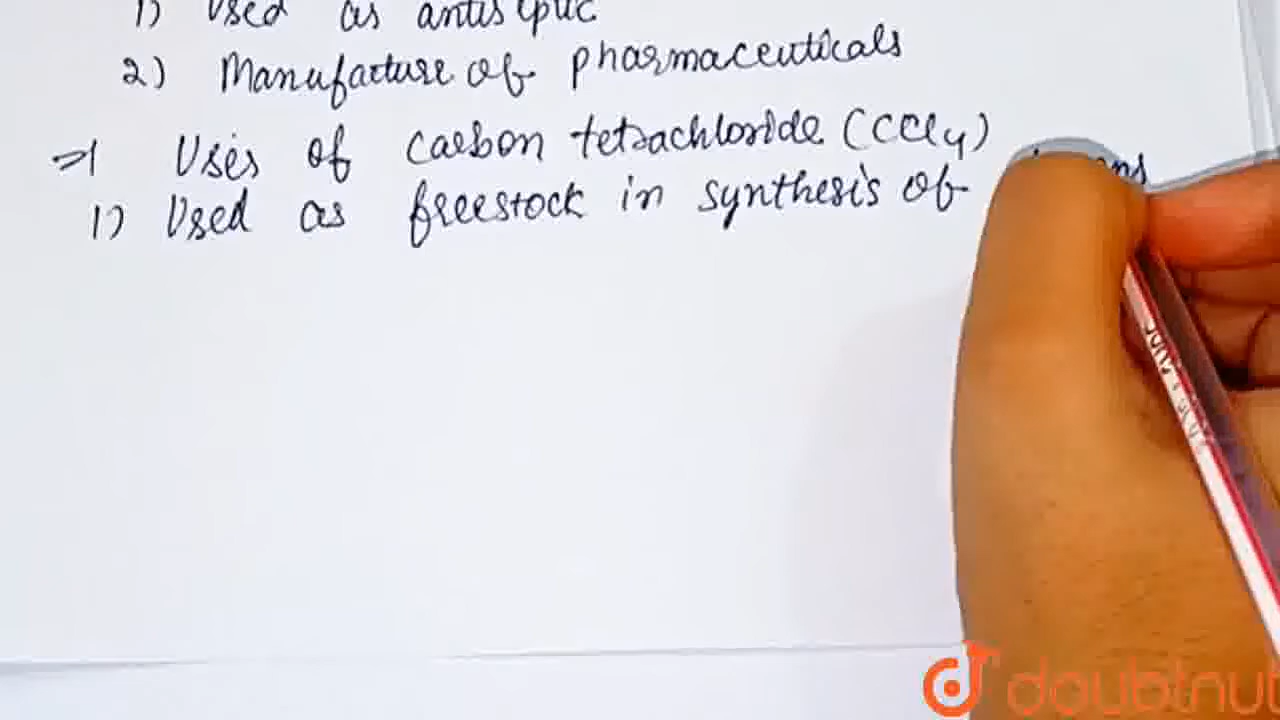 1) Used as antiseptic
2) Manufacture of pharmaceuticals
⇒ Uses of carbon tetrachloride (CCl4)
1) Used as freestock in synthesis of
doubtnut